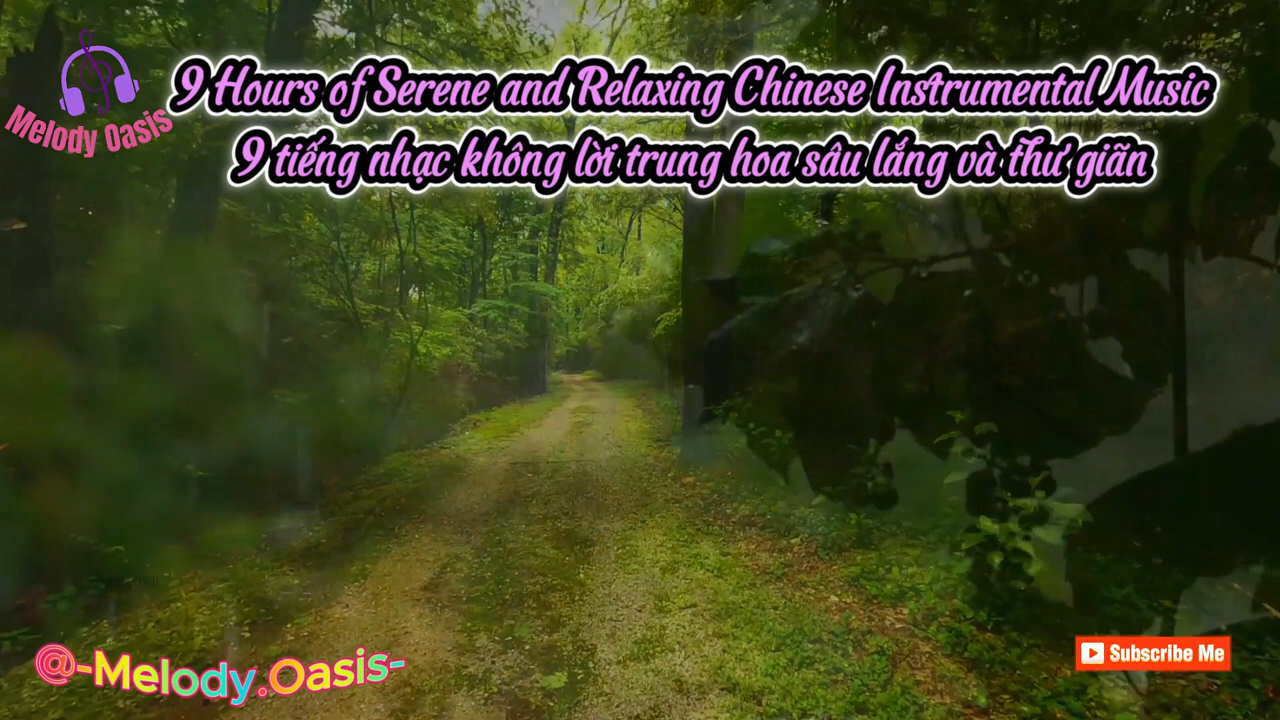 Melody Oasis
9 Hours of Serene and Relaxing Chinese Instrumental Music
9 tiếng nhạc không lời trung hoa sâu lắng và thư giãn
@-Melody.Oasis-
Subscribe Me